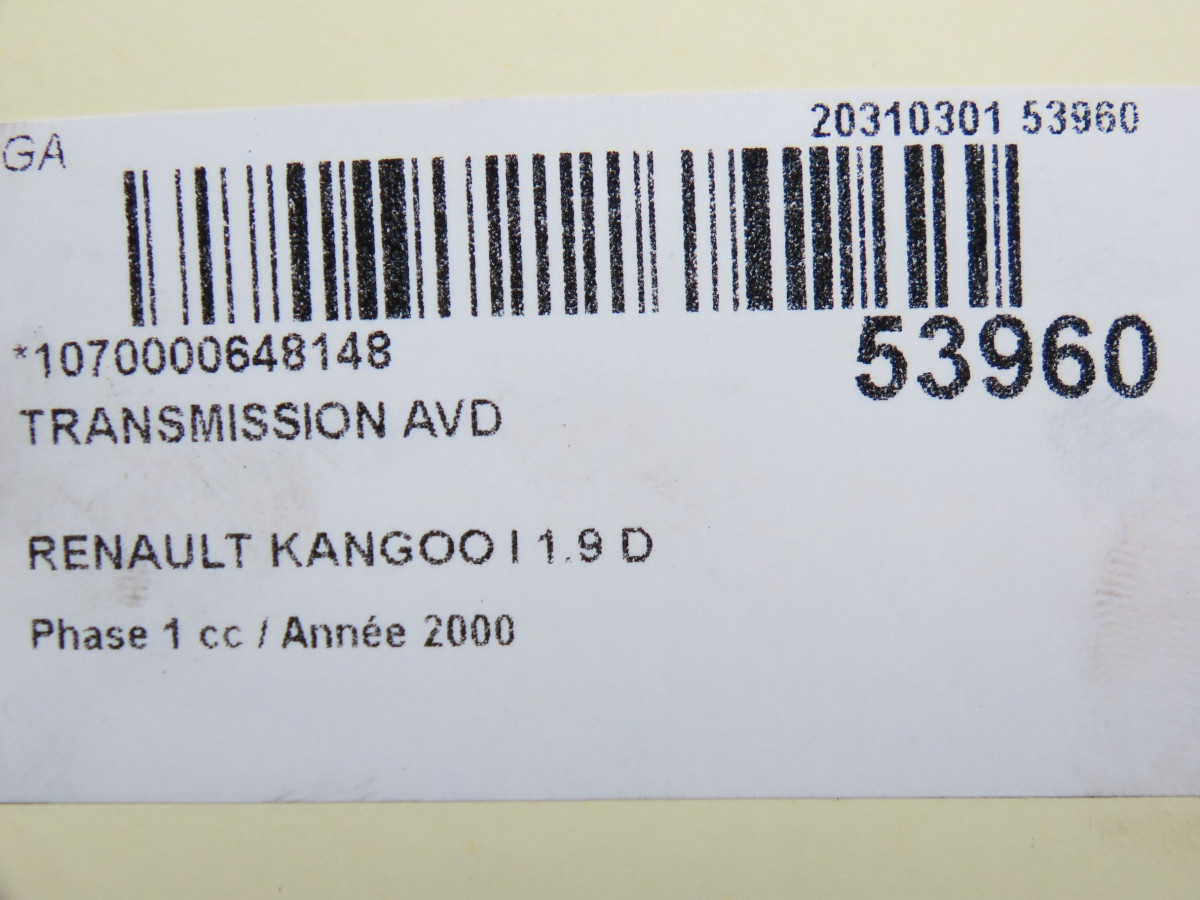 20310301 53960
GA
*1070000648148
53960
TRANSMISSION AVD
RENAULT KANGOO I 1.9 D
Phase 1 cc / Année 2000